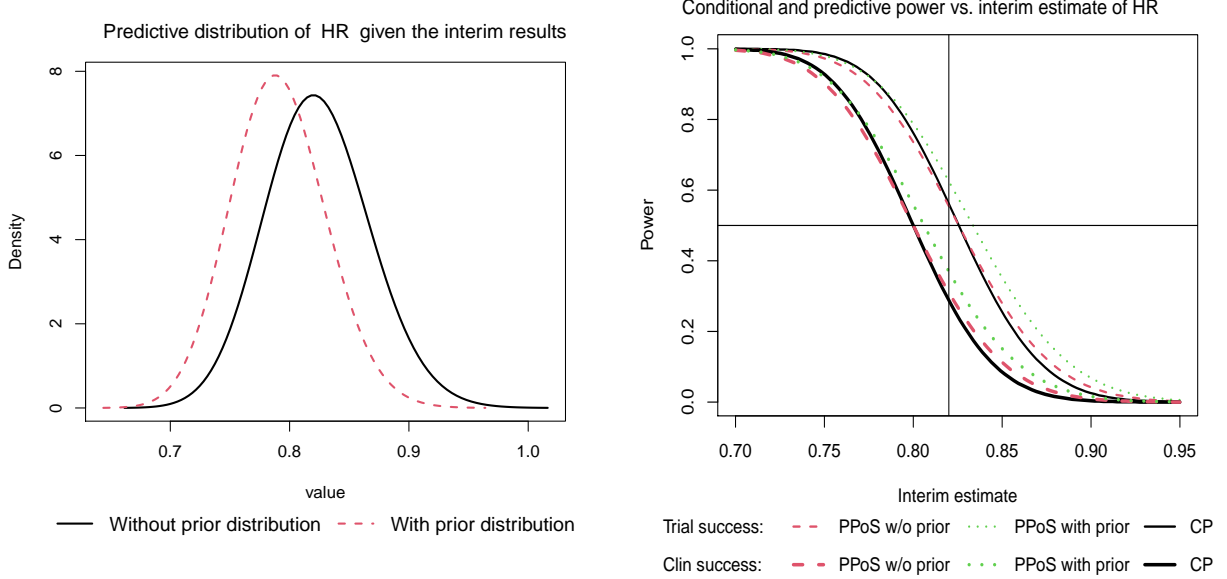 Predictive distribution of HR given the interim results
8
6
4
2
0
Density
0.7 0.8 0.9 1.0
value
Without prior distribution With prior distribution
Conditional and predictive power vs. interim estimate of HR
1.0
0.8
0.6
0.4
0.2
0.0
Power
0.70 0.75 0.80 0.85 0.90 0.95
Interim estimate
Trial success: PPoS w/o prior PPoS with prior CP
Clin success: PPoS w/o prior PPoS with prior CP